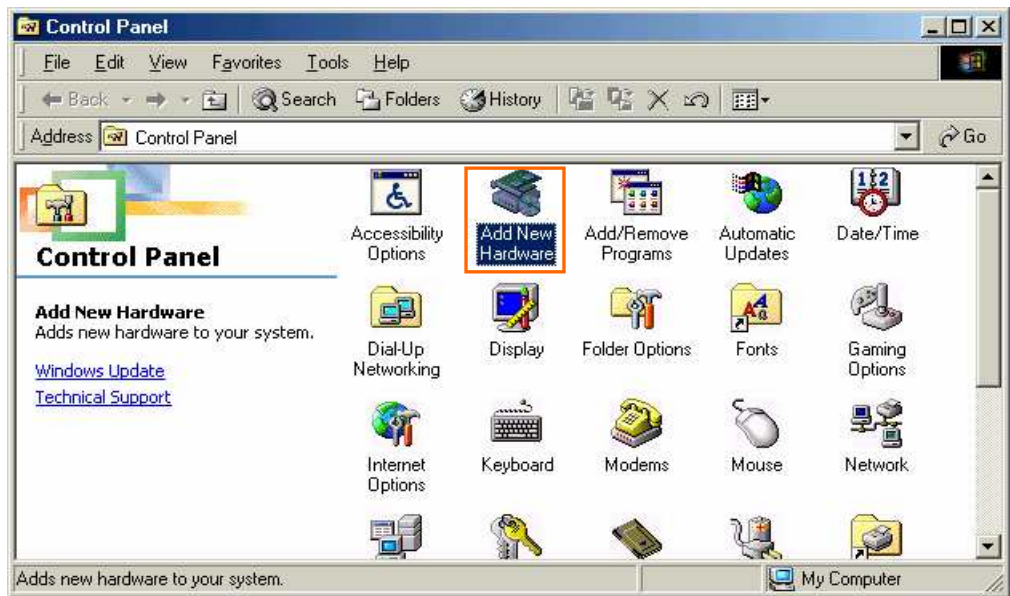 Control Panel
File Edit View Favorites Tools Help
Back Search Folders History
Address Control Panel Go
Control Panel
Add New Hardware
Adds new hardware to your system.
Windows Update
Technical Support
Accessibility
Options
Add New
Hardware
Add/Remove
Programs
Automatic
Updates
1 2
Date/Time
Dial-Up
Networking
Display
Folder Options
Fonts
Gaming
Options
Internet
Options
Keyboard
Modems
Mouse
Network
Adds new hardware to your system. My Computer